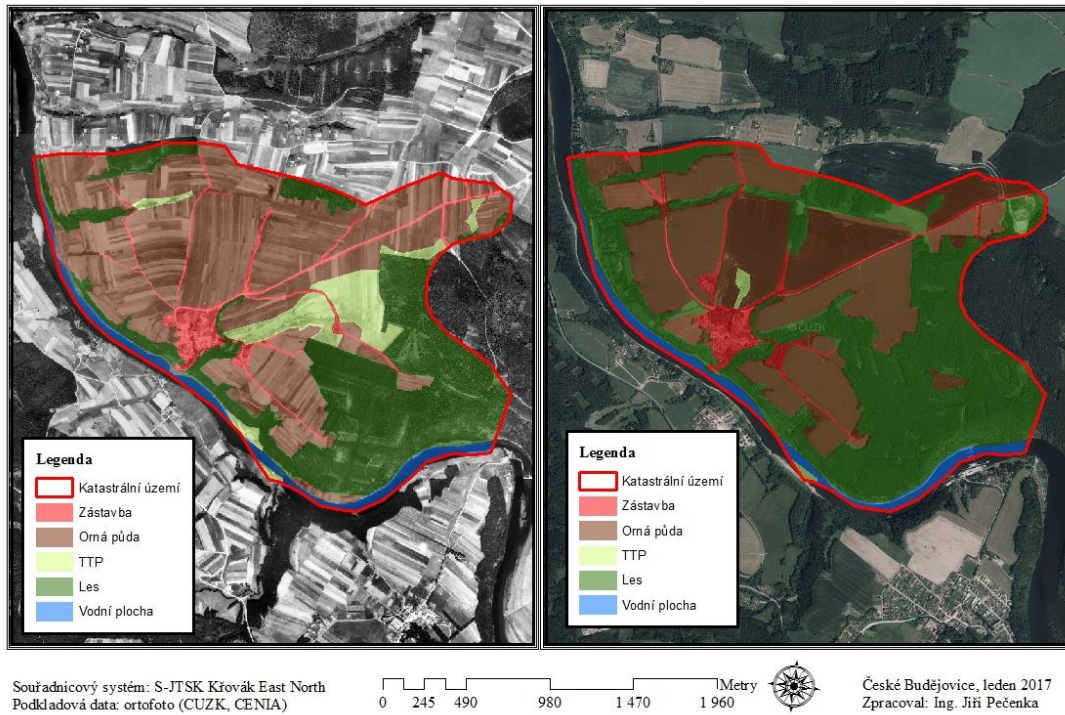 Legenda
Katastrální území
Zástavba
Orná půda
TTP
Les
Vodní plocha
© ČÚZK
Legenda
Katastrální území
Zástavba
Orná půda
TTP
Les
Vodní plocha
Souřadnicový systém: S-JTSK Křovák East North
Podkladová data: ortofoto (CUZK, CENIA)
Metry
0 245 490 980 1 470 1 960
České Budějovice, leden 2017
Zpracoval: Ing. Jiří Pečenka